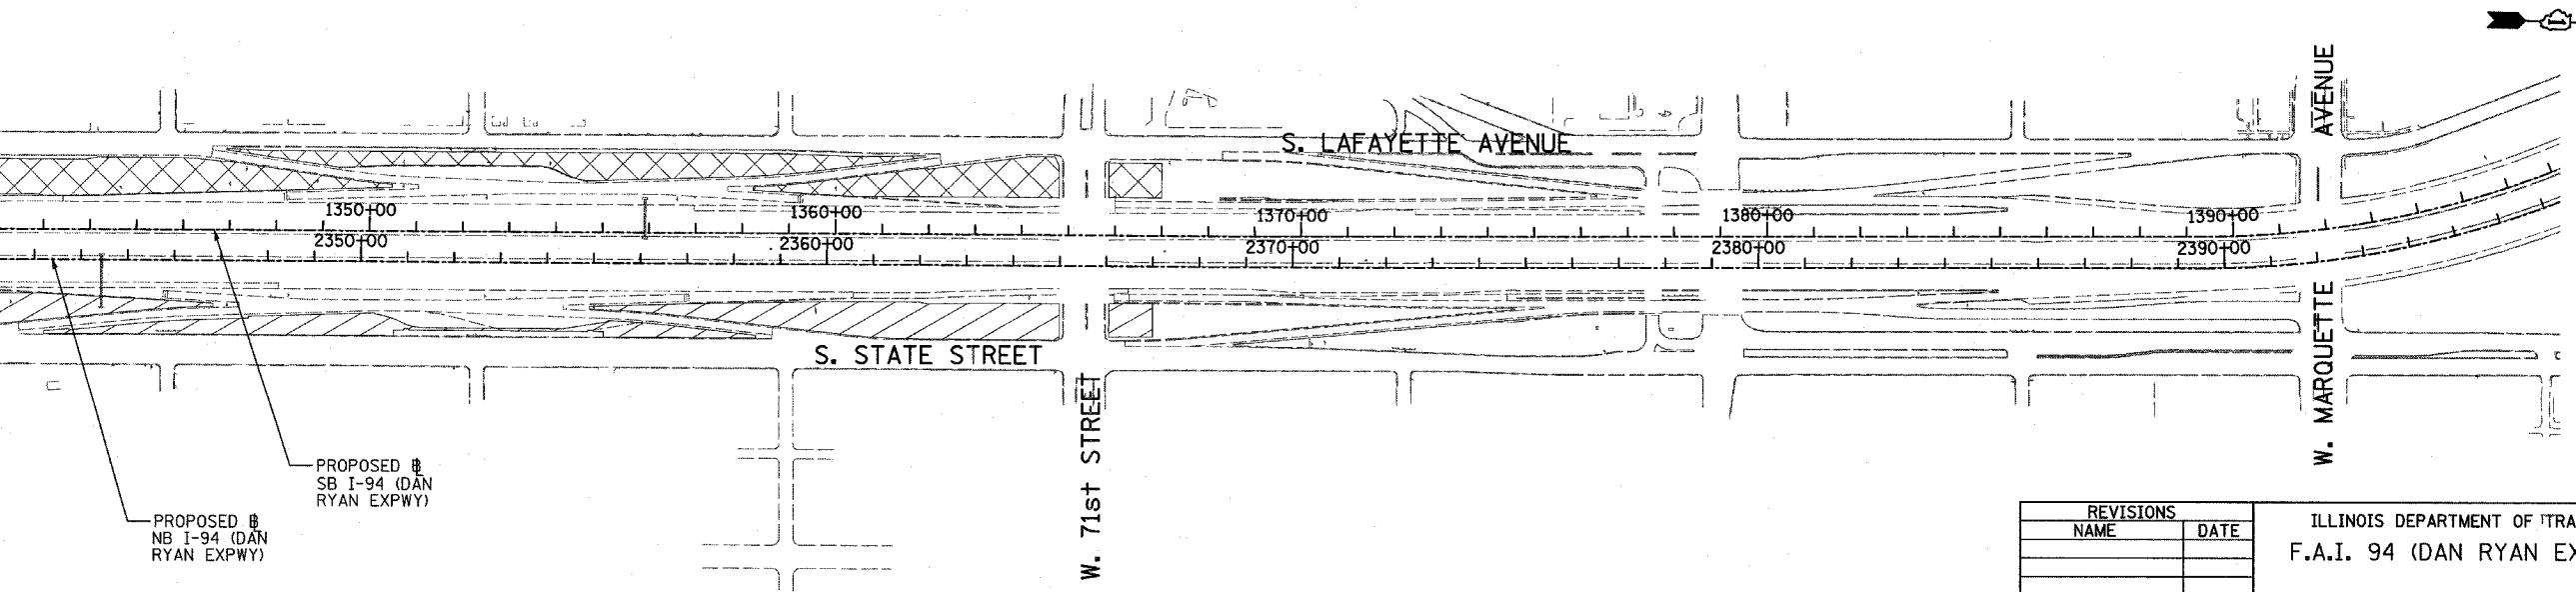 AVENUE
S. LAFAYETTE AVENUE
1350+00
1360+00
1370+00
1380+00
1390+00
2350+00
2360+00
2370+00
2380+00
2390+00
S. STATE STREET
W. 71st STREET
W. MARQUETTE
PROPOSED ℄
SB I-94 (DAN
RYAN EXPWY)
PROPOSED ℄
NB I-94 (DAN
RYAN EXPWY)
REVISIONS
NAME DATE
ILLINOIS DEPARTMENT OF TRA
F.A.I. 94 (DAN RYAN EX